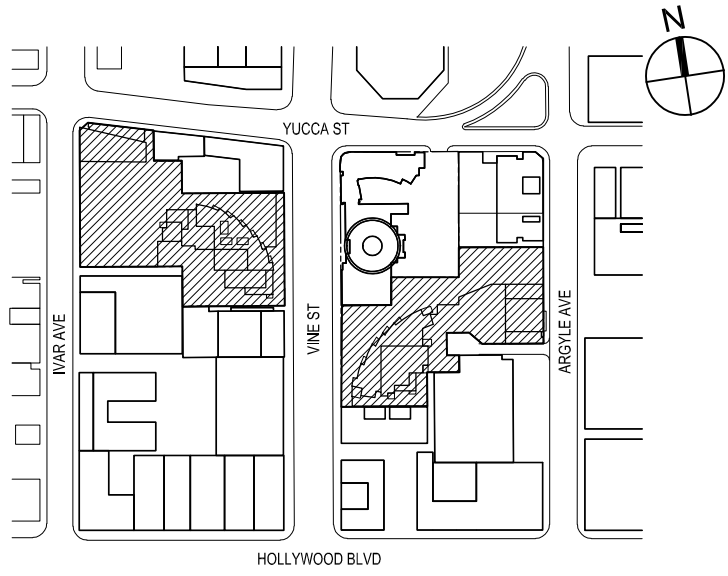 N
YUCCA ST
IVAR AVE
VINE ST
ARGYLE AVE
HOLLYWOOD BLVD